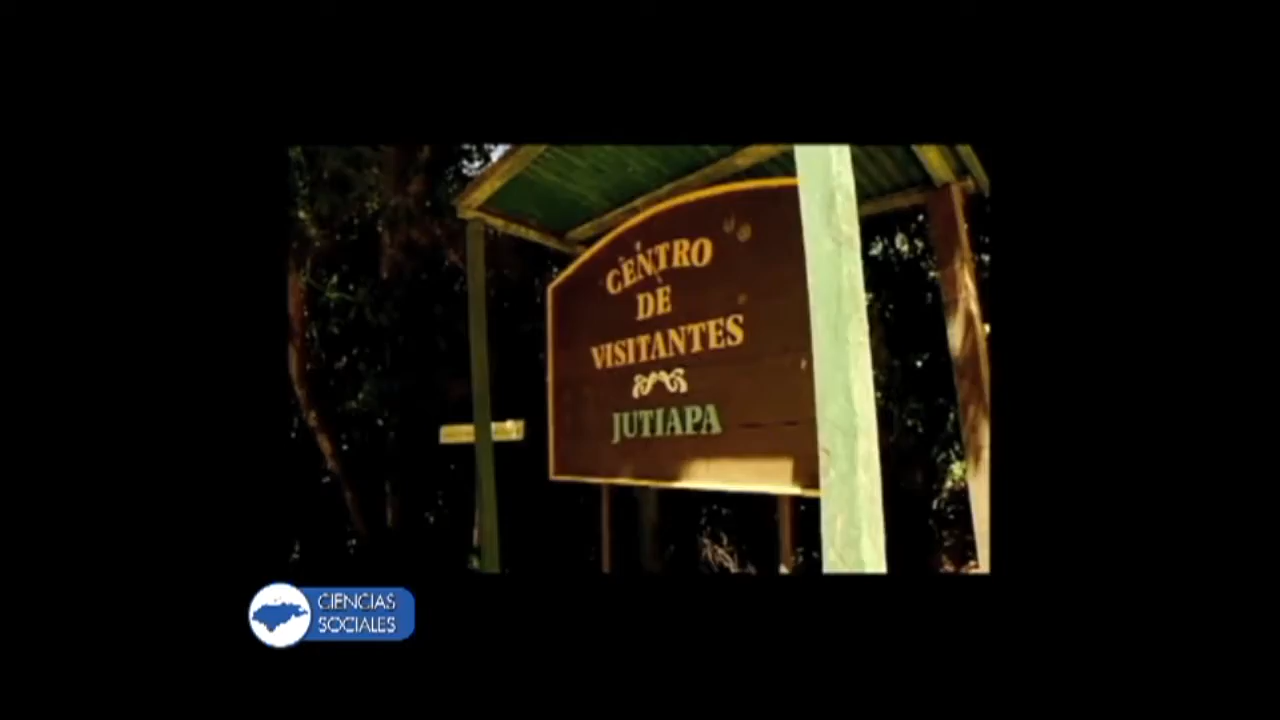 CENTRO
DE
VISITANTES
JUTIAPA
CIENCIAS
SOCIALES